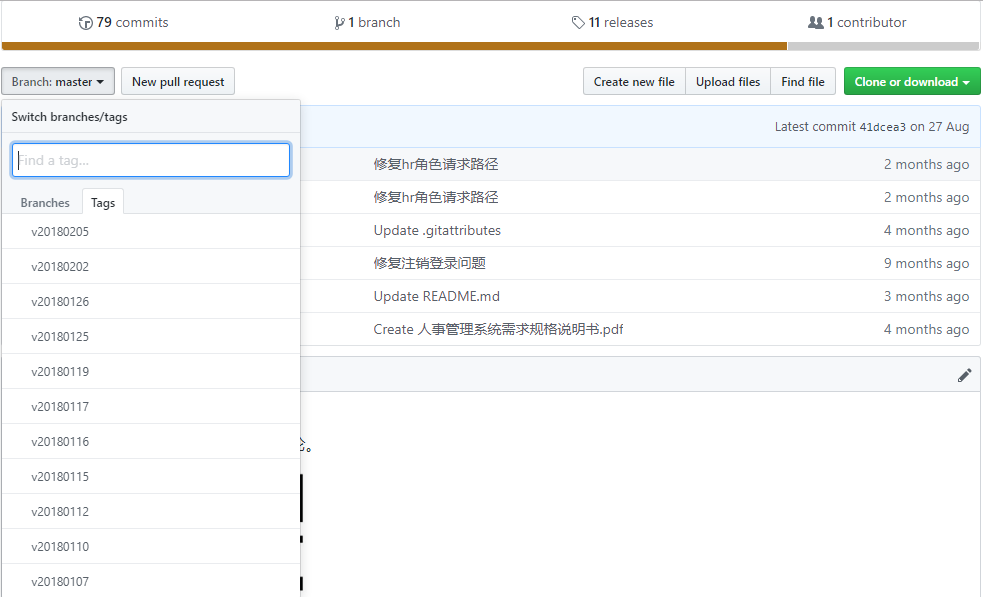 79 commits 1 branch 11 releases 1 contributor
Branch: master New pull request Create new file Upload files Find file Clone or download
Switch branches/tags
Latest commit 41dcea3 on 27 Aug
Find a tag...
修复hr角色请求路径 2 months ago
修复hr角色请求路径 2 months ago
Branches Tags
Update .gitattributes 4 months ago
v20180205
修复注销登录问题 9 months ago
v20180202
Update README.md 3 months ago
v20180126
Create 人事管理系统需求规格说明书.pdf 4 months ago
v20180125
v20180119
v20180117
v20180116
v20180115
v20180112
v20180110
v20180107